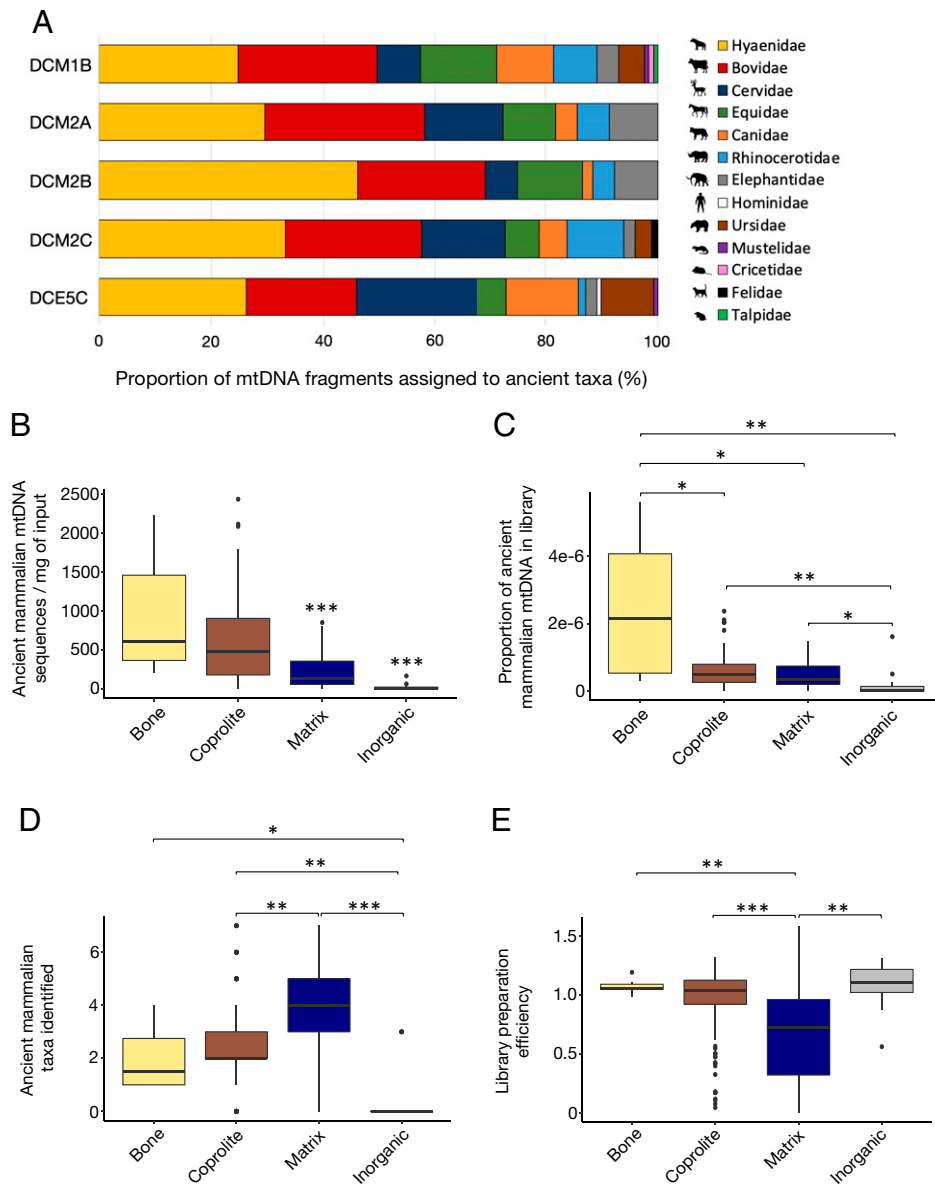 A
DCM1B
DCM2A
DCM2B
DCM2C
DCE5C
0 20 40 60 80 100
Proportion of mtDNA fragments assigned to ancient taxa (%)
Hyaenidae
Bovidae
Cervidae
Equidae
Canidae
Rhinocerotidae
Elephantidae
Hominidae
Ursidae
Mustelidae
Cricetidae
Felidae
Talpidae
B
Ancient mammalian mtDNA
sequences / mg of input
2500
2000
1500
1000
500
0
***
***
Bone
Coprolite
Matrix
Inorganic
C
Proportion of ancient
mammalian mtDNA in library
4e-6
2e-6
0
**
*
*
**
*
Bone
Coprolite
Matrix
Inorganic
D
Ancient mammalian
taxa identified
6
4
2
0
*
**
**
***
Bone
Coprolite
Matrix
Inorganic
E
Library preparation
efficiency
1.5
1.0
0.5
0
**
***
**
Bone
Coprolite
Matrix
Inorganic